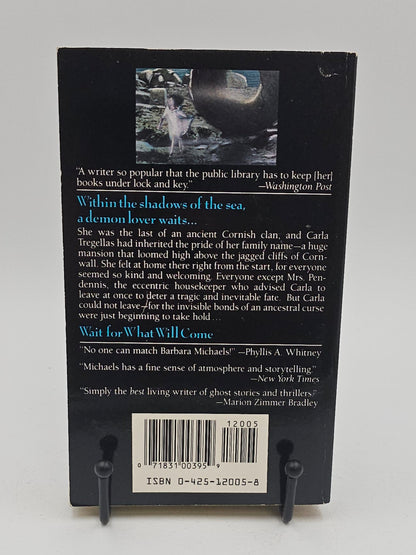 "A writer so popular that the public library has to keep [her]
books under lock and key." —Washington Post
Within the shadows of the sea,
a demon lover waits...
She was the last of an ancient Cornish clan, and Carla
Tregellas had inherited the pride of her family name—a huge
mansion that loomed high above the jagged cliffs of Corn-
wall. She felt at home there right from the start, for everyone
seemed so kind and welcoming. Everyone except Mrs. Pen-
dennis, the eccentric housekeeper who advised Carla to
leave at once to deter a tragic and inevitable fate. But Carla
could not leave—for the invisible bonds of an ancestral curse
were just beginning to take hold...
Wait for What Will Come
"No one can match Barbara Michaels!" —Phyllis A. Whitney
"Michaels has a fine sense of atmosphere and storytelling."
—New York Times
"Simply the best living writer of ghost stories and thrillers."
—Marion Zimmer Bradley
12005
0 71831 00395 9
ISBN 0-425-12005-8